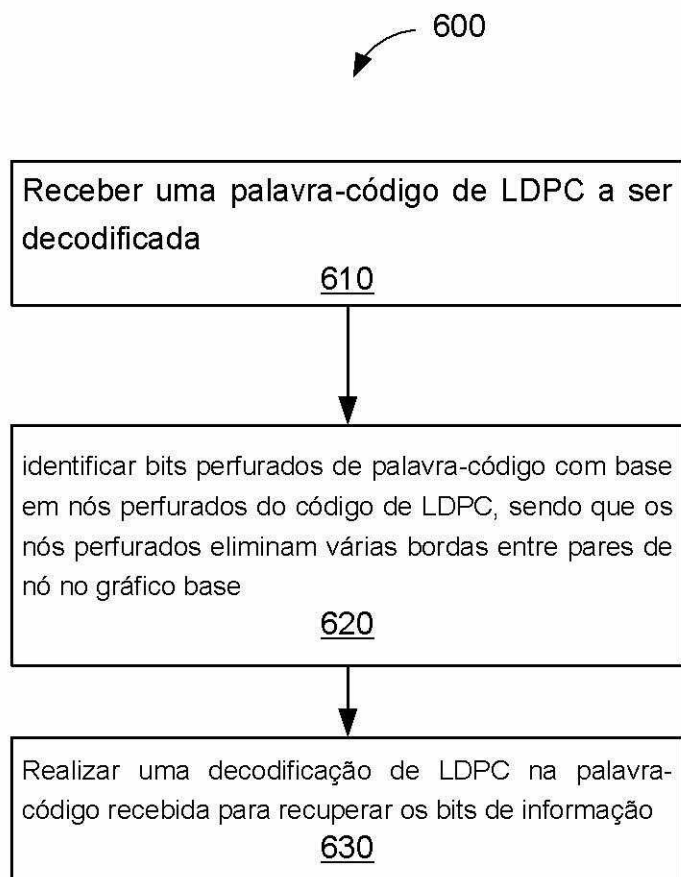 600
Receber uma palavra-código de LDPC a ser
decodificada
610
identificar bits perfurados de palavra-código com base
em nós perfurados do código de LDPC, sendo que os
nós perfurados eliminam várias bordas entre pares de
nó no gráfico base
620
Realizar uma decodificação de LDPC na palavra-
código recebida para recuperar os bits de informação
630